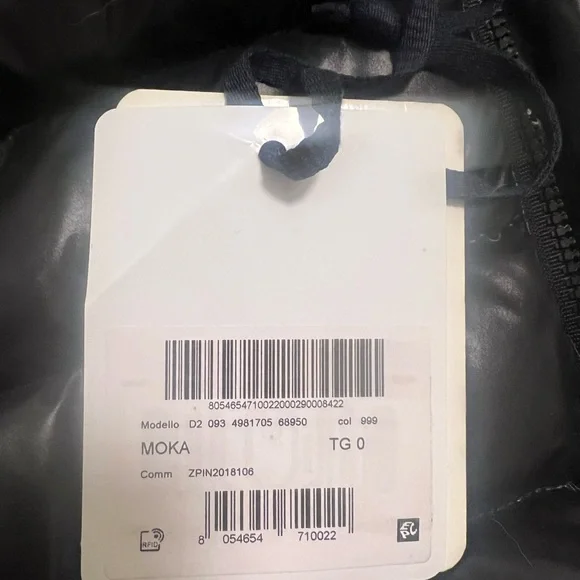 8054654710022000290008422
Modello D2 093 4981705 68950 col 999
MOKA TG 0
Comm ZPIN2018106
RFID
8 054654 710022